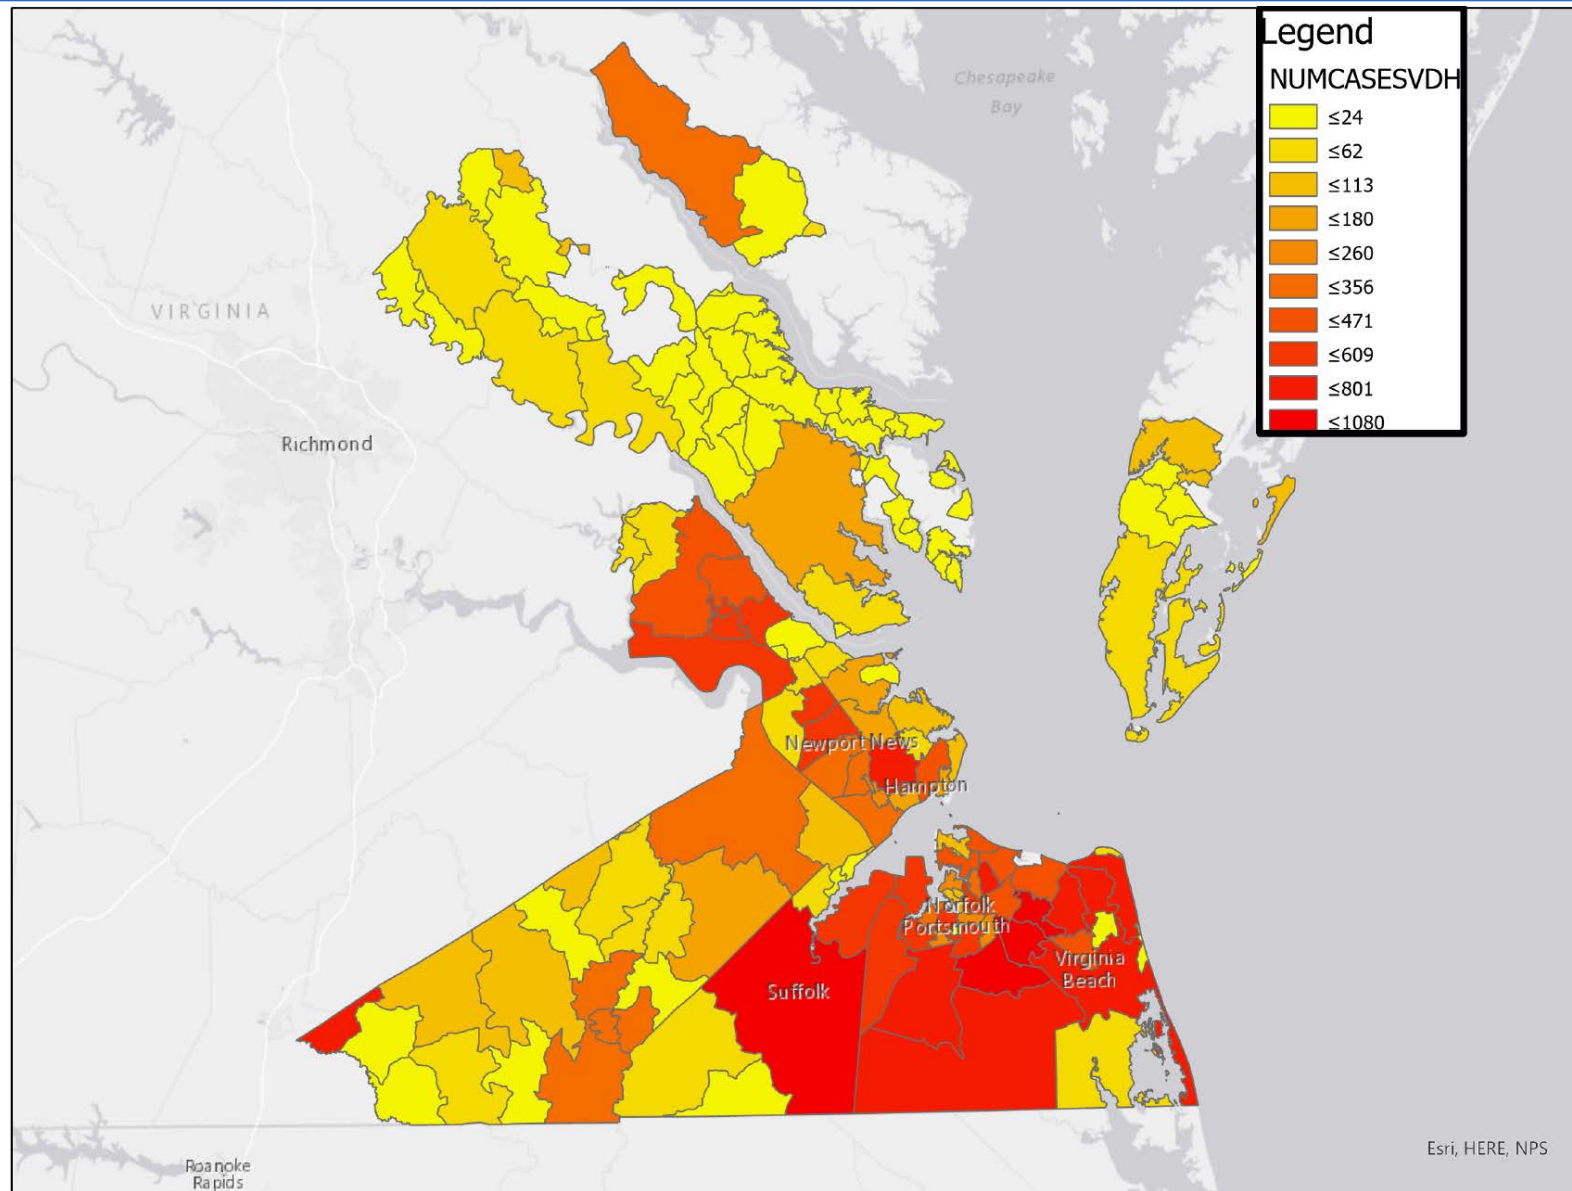 Legend
NUMCASESVDH
≤24
≤62
≤113
≤180
≤260
≤356
≤471
≤609
≤801
≤1080
Chesapeake
Bay
VIRGINIA
Richmond
Newport News
Hampton
Norfolk
Portsmouth
Virginia
Beach
Suffolk
Esri, HERE, NPS
Roanoke
Rapids